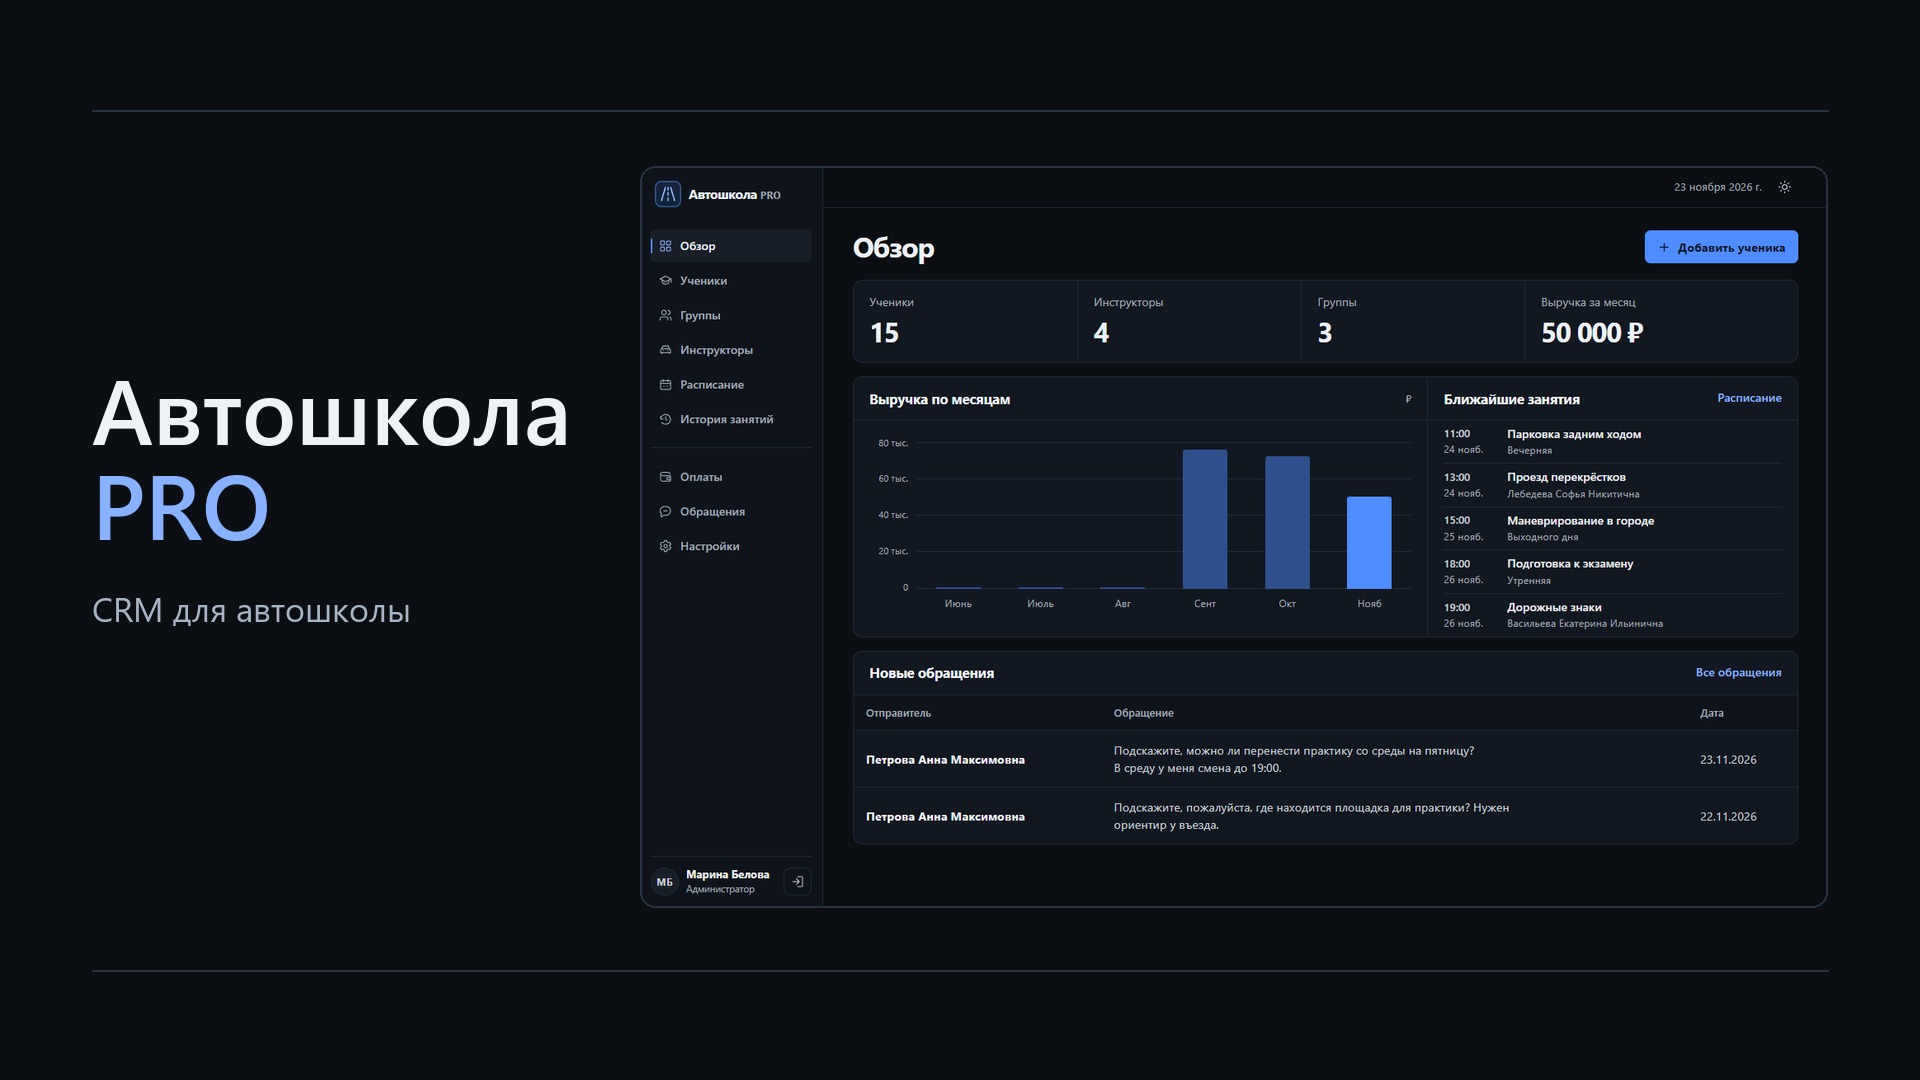 Автошкола
PRO
CRM для автошколы
Автошкола PRO
Обзор
Ученики
Группы
Инструкторы
Расписание
История занятий
Оплаты
Обращения
Настройки
МБ
Марина Белова
Администратор
23 ноября 2026 г.
Обзор
+ Добавить ученика
Ученики
15
Инструкторы
4
Группы
3
Выручка за месяц
50 000 ₽
Выручка по месяцам
₽
80 тыс.
60 тыс.
40 тыс.
20 тыс.
0
Июнь
Июль
Авг
Сент
Окт
Нояб
Ближайшие занятия
Расписание
11:00 Парковка задним ходом
24 нояб. Вечерняя
13:00 Проезд перекрёстков
24 нояб. Лебедева Софья Никитична
15:00 Маневрирование в городе
25 нояб. Выходного дня
18:00 Подготовка к экзамену
26 нояб. Утренняя
19:00 Дорожные знаки
26 нояб. Васильева Екатерина Ильинична
Новые обращения
Все обращения
Отправитель
Обращение
Дата
Петрова Анна Максимовна
Подскажите, можно ли перенести практику со среды на пятницу?
В среду у меня смена до 19:00.
23.11.2026
Петрова Анна Максимовна
Подскажите, пожалуйста, где находится площадка для практики? Нужен
ориентир у въезда.
22.11.2026